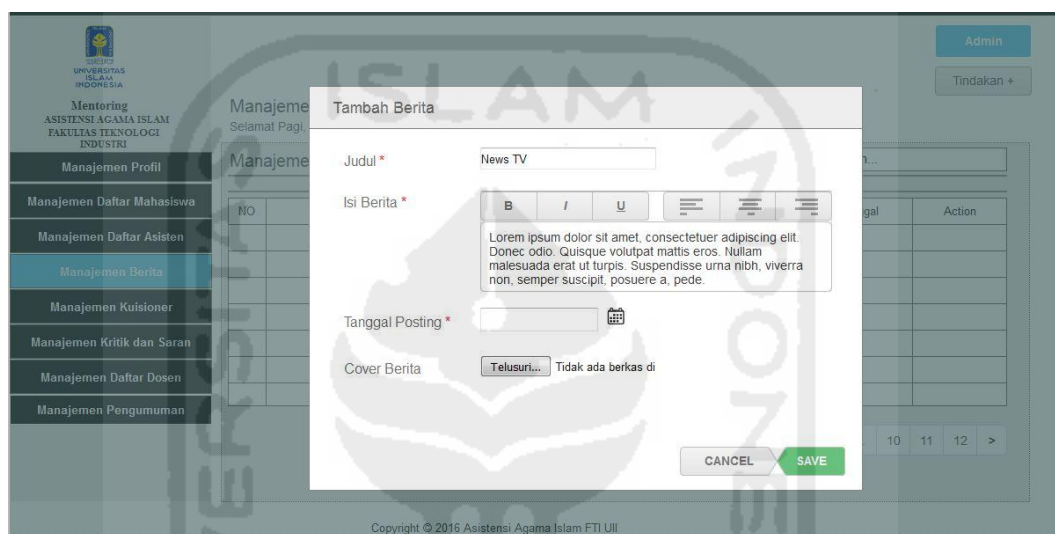 UNIVERSITAS
ISLAM
INDONESIA
Mentoring
ASISTENSI AGAMA ISLAM
FAKULTAS TEKNOLOGI
INDUSTRI
Manajemen Profil
Manajemen Daftar Mahasiswa
Manajemen Daftar Asisten
Manajemen Berita
Manajemen Kuisioner
Manajemen Kritik dan Saran
Manajemen Daftar Dosen
Manajemen Pengumuman
Admin
Tindakan +
Manajeme
Selamat Pagi,
Manajeme
NO
gal
Action
Tambah Berita
Judul *
News TV
Isi Berita *
B I U
Lorem ipsum dolor sit amet, consectetuer adipiscing elit.
Donec odio. Quisque volutpat mattis eros. Nullam
malesuada erat ut turpis. Suspendisse urna nibh, viverra
non, semper suscipit, posuere a, pede.
Tanggal Posting *
Cover Berita
Telusuri... Tidak ada berkas di
CANCEL SAVE
10 11 12 >
Copyright © 2016 Asistensi Agama Islam FTI UII
ISLAM